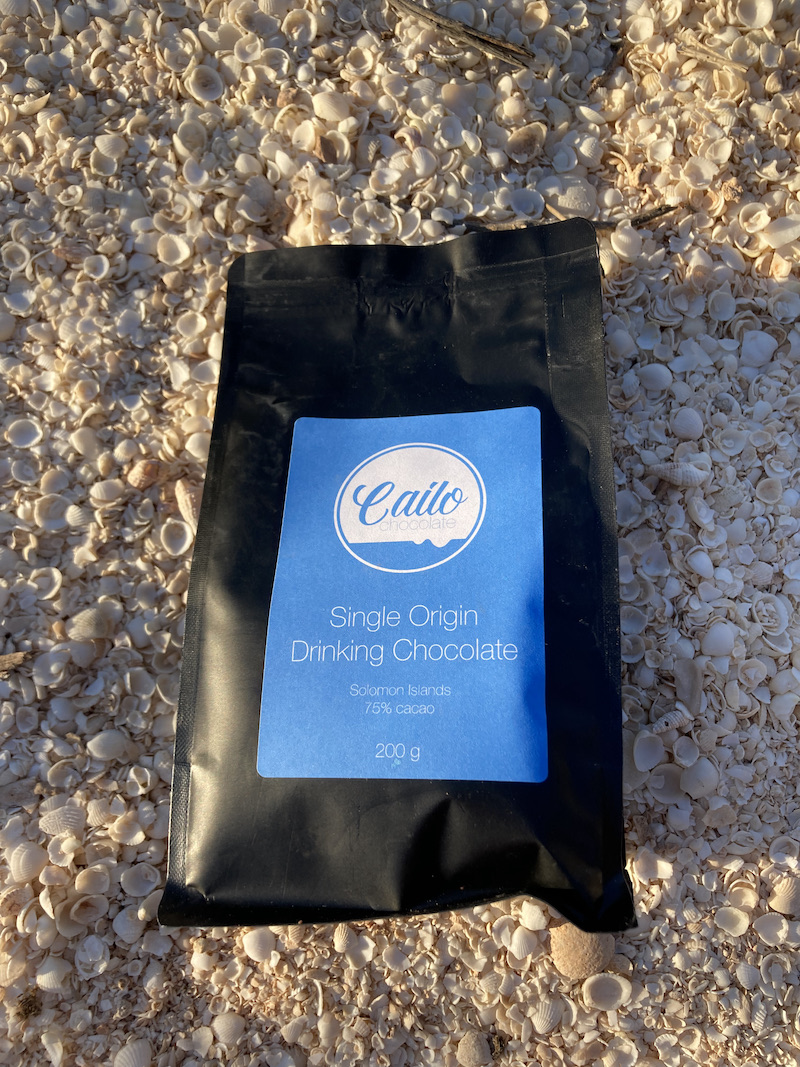 Cailo
chocolate
Single Origin
Drinking Chocolate
Solomon Islands
75% cacao
200 g